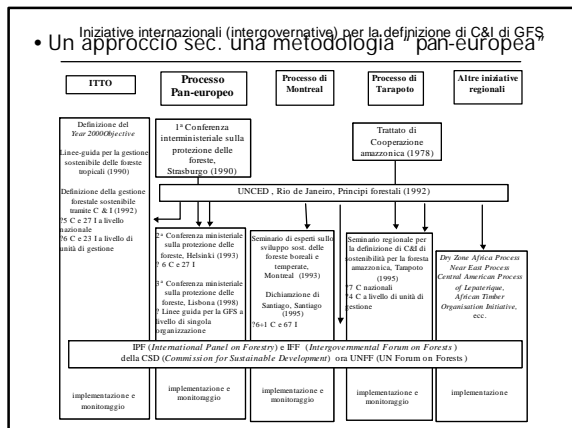 Iniziative internazionali (intergovernative) per la definizione di C&I di GFS
• Un approccio sec. una metodologia " pan-europea"
ITTO
Processo
Pan-europeo
Processo di
Montreal
Processo di
Tarapoto
Altre iniziative
regionali
Definizione del
Year 2000Objective
Linee-guida per la gestione
sostenibile delle foreste
tropicali (1990)
Definizione della gestione
forestale sostenibile
tramite C & I (1992)
?5 C e 27 I a livello
nazionale
?6 C e 23 I a livello di
unità di gestione
1ª Conferenza
interministeriale sulla
protezione delle
foreste,
Strasburgo (1990)
Trattato di
Cooperazione
amazzonica (1978)
UNCED , Rio de Janeiro, Principi forestali (1992)
2ª Conferenza ministeriale
sulla protezione delle
foreste, Helsinki (1993)
? 6 C e 27 I
3ª Conferenza ministeriale
sulla protezione delle
foreste, Lisbona (1998)
? Linee guida per la GFS a
livello di singola
organizzazione
Seminario di esperti sullo
sviluppo sost. delle
foreste boreali e
temperate,
Montreal (1993)
Dichiarazione di
Santiago, Santiago
(1995)
?6+1 C e 67 I
Seminario regionale per
la definizione di C&I di
sostenibilità per la foresta
amazzonica, Tarapoto
(1995)
?7 C nazionali
?4 C a livello di unità di
gestione
Dry Zone Africa Process
Near East Process
Central American Process
of Lepaterique,
African Timber
Organisation Initiative,
ecc.
IPF (International Panel on Forestry) e IFF (Intergovernmental Forum on Forests)
della CSD (Commission for Sustainable Development) ora UNFF (UN Forum on Forests)
implementazione e
monitoraggio
implementazione e
monitoraggio
implementazione e
monitoraggio
implementazione e
monitoraggio
implementazione